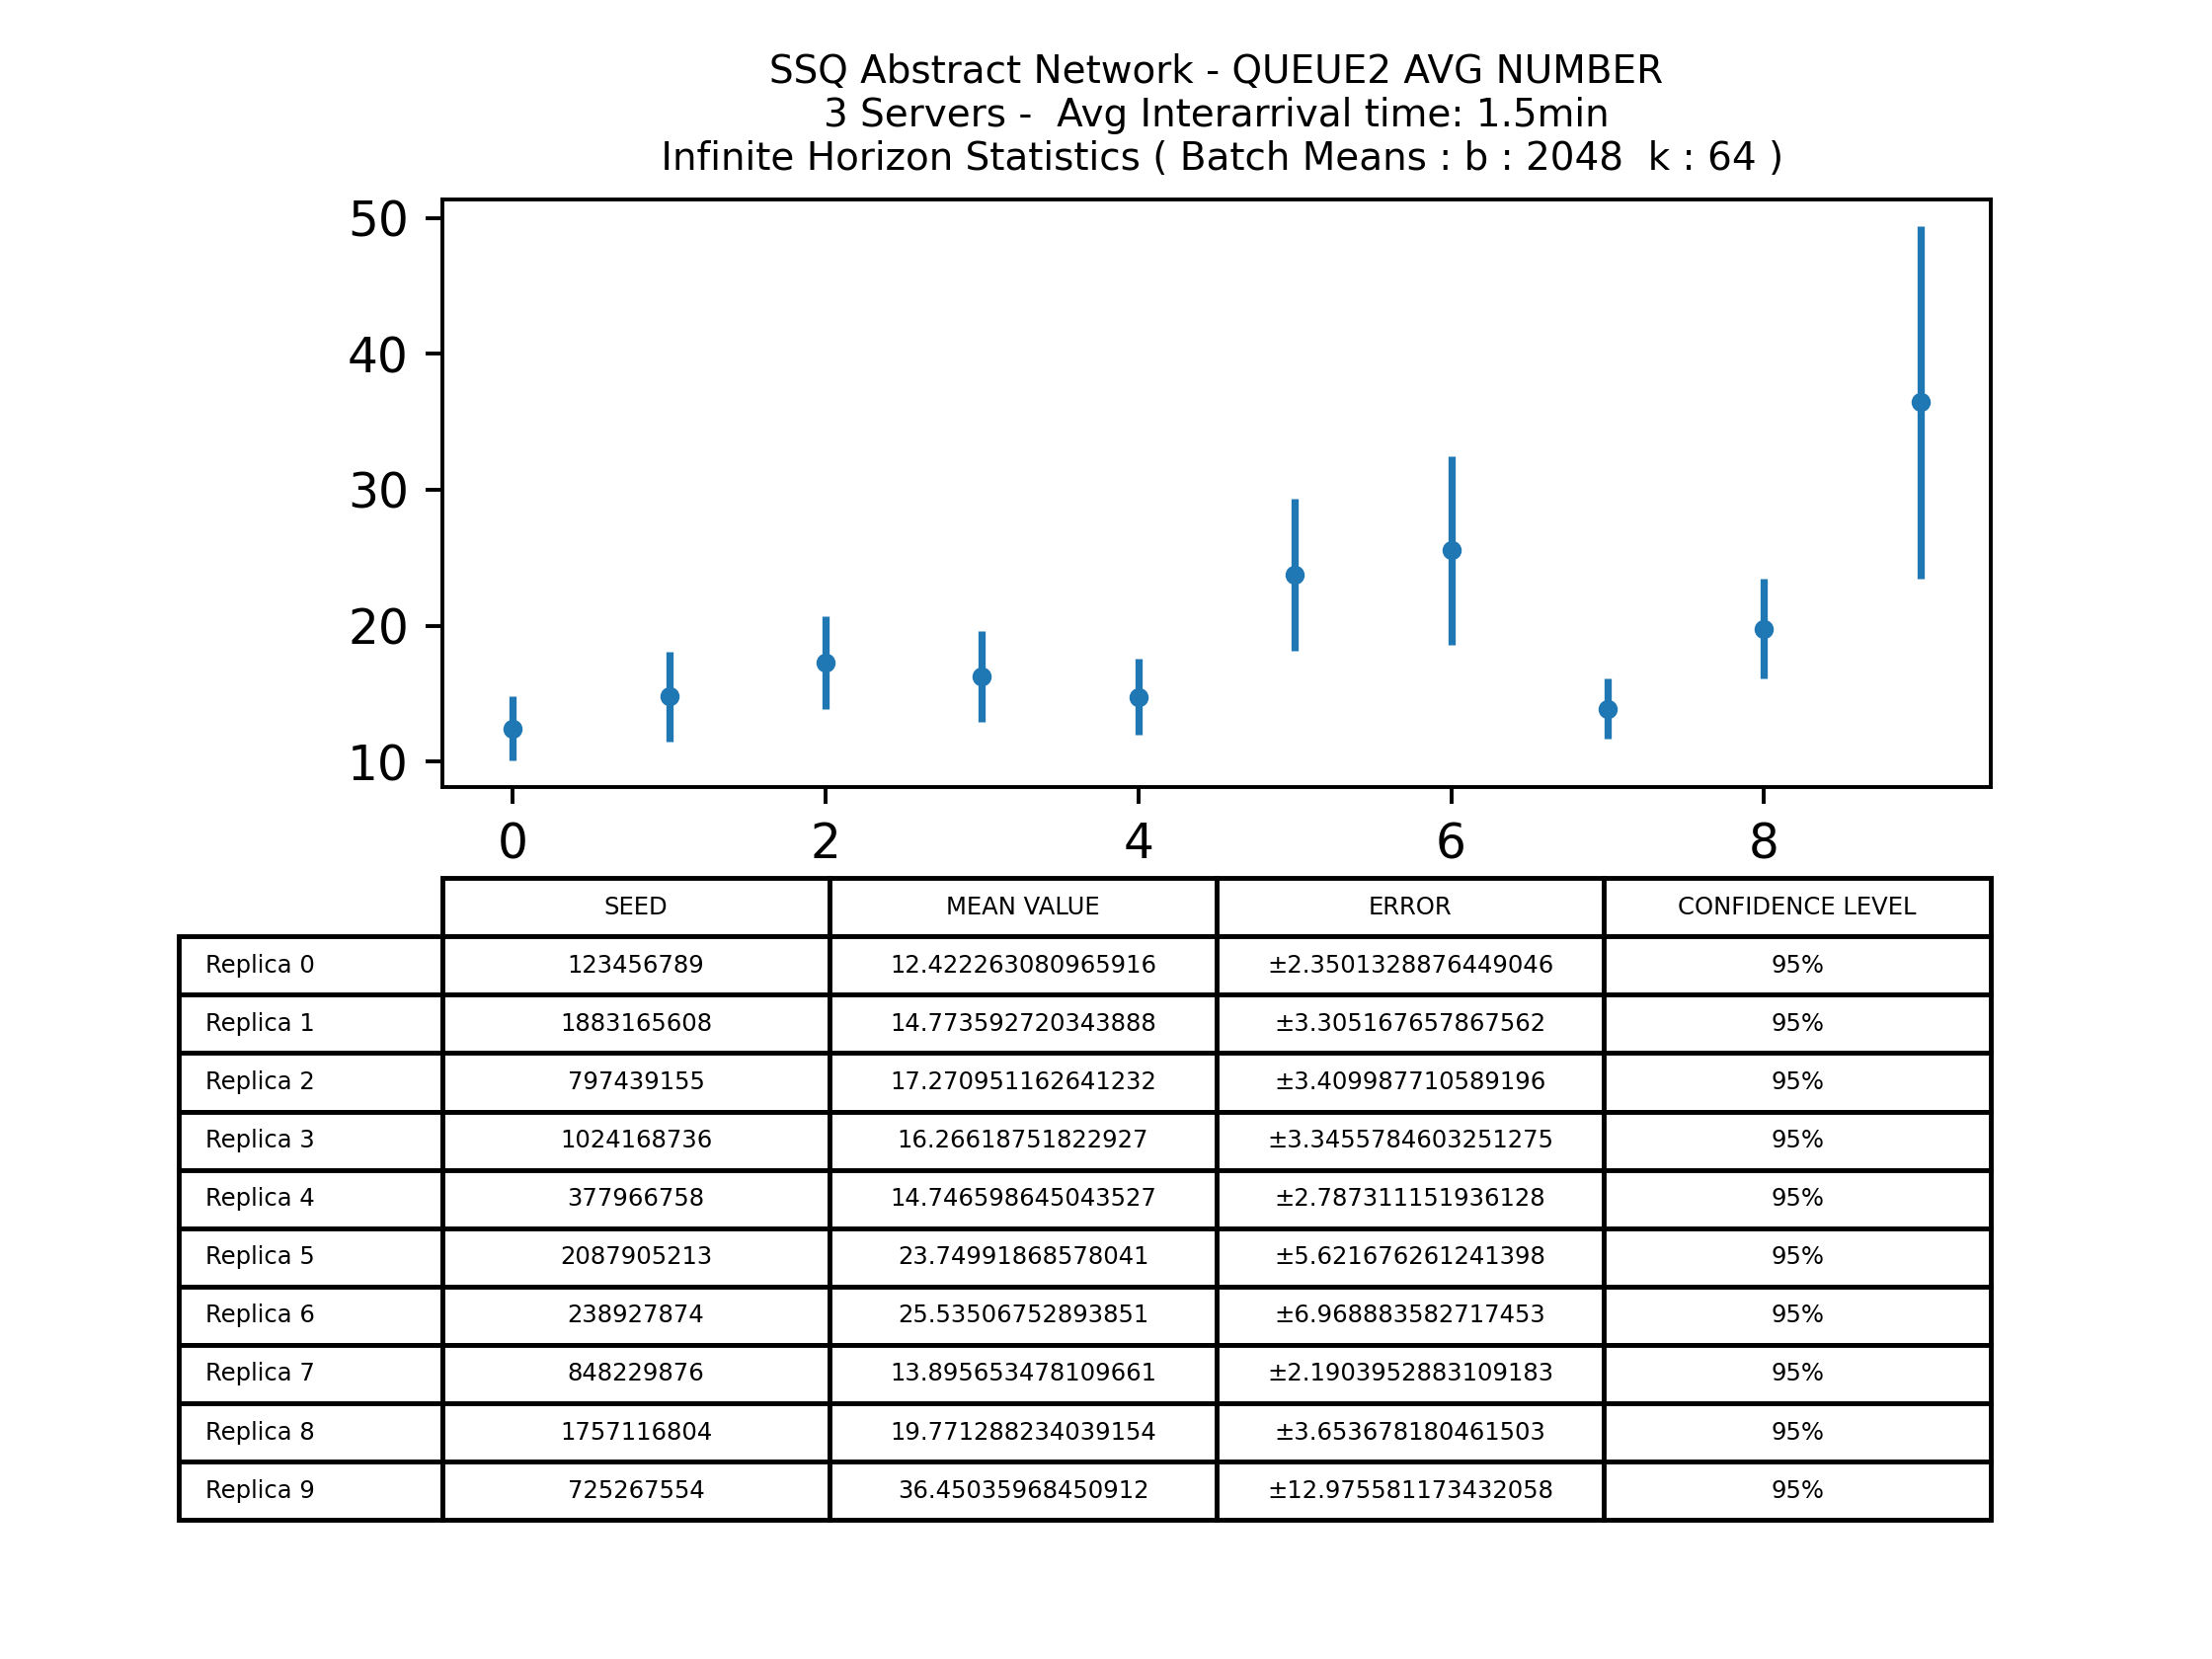 SSQ Abstract Network - QUEUE2 AVG NUMBER
3 Servers -  Avg Interarrival time: 1.5min
Infinite Horizon Statistics ( Batch Means : b : 2048  k : 64 )
50
40
30
20
10
0 2 4 6 8
SEED MEAN VALUE ERROR CONFIDENCE LEVEL
Replica 0 123456789 12.422263080965916 ±2.3501328876449046 95%
Replica 1 1883165608 14.773592720343888 ±3.305167657867562 95%
Replica 2 797439155 17.270951162641232 ±3.409987710589196 95%
Replica 3 1024168736 16.26618751822927 ±3.3455784603251275 95%
Replica 4 377966758 14.746598645043527 ±2.787311151936128 95%
Replica 5 2087905213 23.74991868578041 ±5.621676261241398 95%
Replica 6 238927874 25.53506752893851 ±6.968883582717453 95%
Replica 7 848229876 13.895653478109661 ±2.1903952883109183 95%
Replica 8 1757116804 19.771288234039154 ±3.653678180461503 95%
Replica 9 725267554 36.45035968450912 ±12.975581173432058 95%